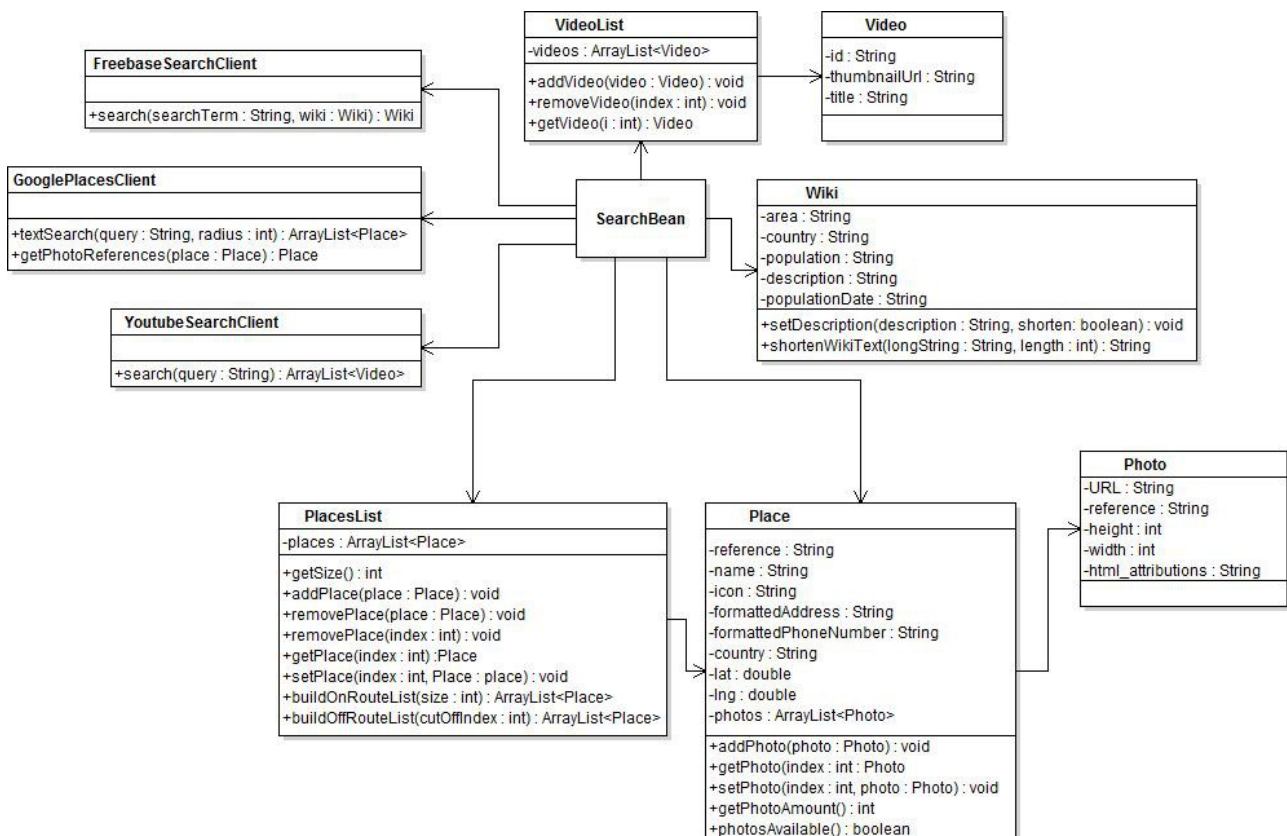 VideoList
-videos : ArrayList<Video>
+addVideo(video : Video) : void
+removeVideo(index : int) : void
+getVideo(i : int) : Video
Video
-id : String
-thumbnailUrl : String
-title : String
FreebaseSearchClient
+search(searchTerm : String, wiki : Wiki) : Wiki
GooglePlacesClient
+textSearch(query : String, radius : int) : ArrayList<Place>
+getPhotoReferences(place : Place) : Place
SearchBean
Wiki
-area : String
-country : String
-population : String
-description : String
-populationDate : String
+setDescription(description : String, shorten: boolean) : void
+shortenWikiText(longString : String, length : int) : String
YoutubeSearchClient
+search(query : String) : ArrayList<Video>
PlacesList
-places : ArrayList<Place>
+getSize() : int
+addPlace(place : Place) : void
+removePlace(place : Place) : void
+removePlace(index : int) : void
+getPlace(index : int) :Place
+setPlace(index : int, Place : place) : void
+buildOnRouteList(size : int) : ArrayList<Place>
+buildOffRouteList(cutOffIndex : int) : ArrayList<Place>
Place
-reference : String
-name : String
-icon : String
-formattedAddress : String
-formattedPhoneNumber : String
-country : String
-lat : double
-lng : double
-photos : ArrayList<Photo>
+addPhoto(photo : Photo) : void
+getPhoto(index : int : Photo
+setPhoto(index : int, photo : Photo) : void
+getPhotoAmount() : int
+photosAvailable() : boolean
Photo
-URL : String
-reference : String
-height : int
-width : int
-html_attributions : String